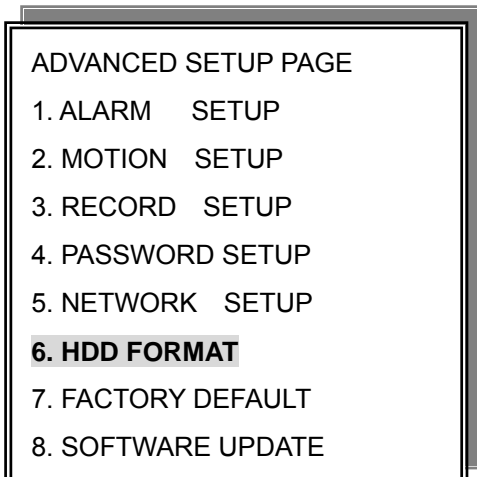 ADVANCED SETUP PAGE
1. ALARM SETUP
2. MOTION SETUP
3. RECORD SETUP
4. PASSWORD SETUP
5. NETWORK SETUP
6. HDD FORMAT
7. FACTORY DEFAULT
8. SOFTWARE UPDATE